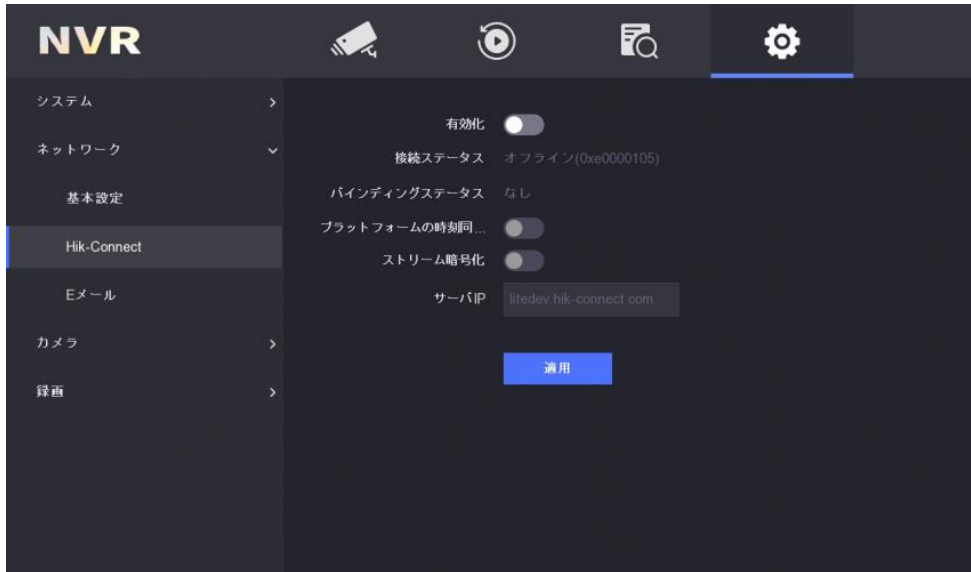 NVR
システム
ネットワーク
基本設定
Hik-Connect
Eメール
カメラ
録画
有効化
接続ステータス オフライン(0xe0000105)
バインディングステータス なし
プラットフォームの時刻同...
ストリーム暗号化
サーバIP litedev.hik-connect.com
適用